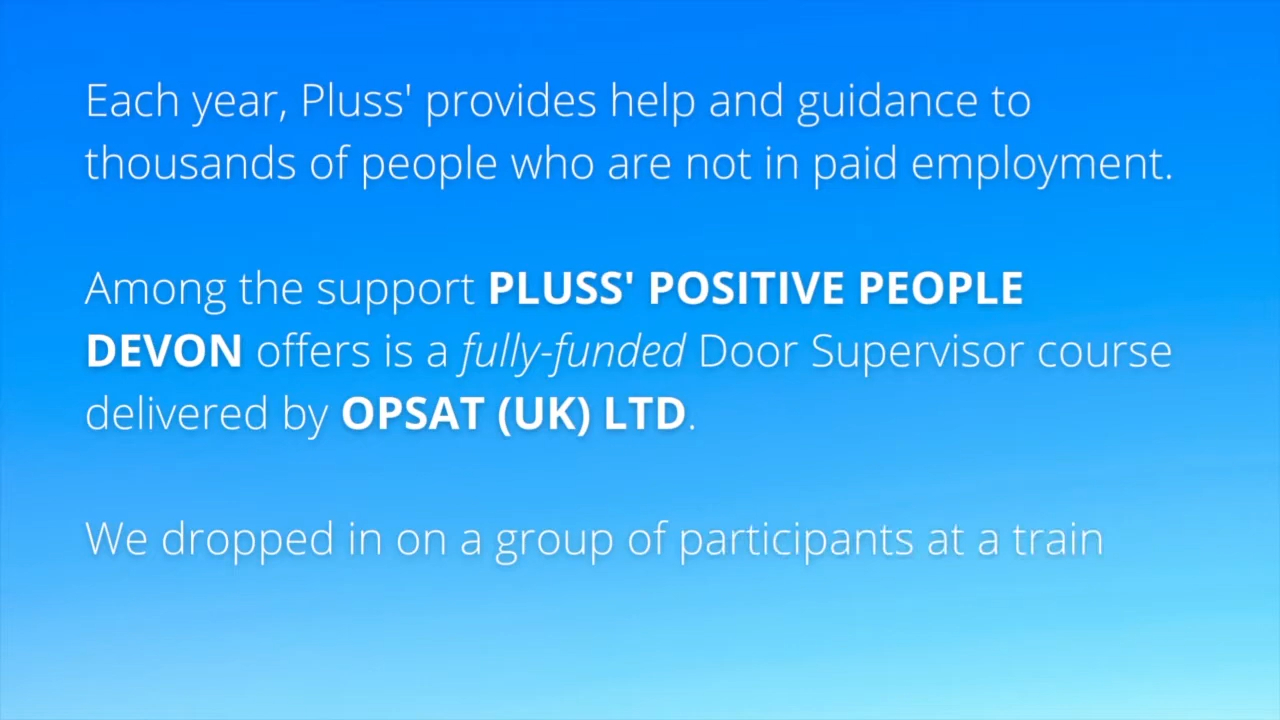 Each year, Pluss' provides help and guidance to
thousands of people who are not in paid employment.
Among the support PLUSS' POSITIVE PEOPLE
DEVON offers is a fully-funded Door Supervisor course
delivered by OPSAT (UK) LTD.
We dropped in on a group of participants at a train